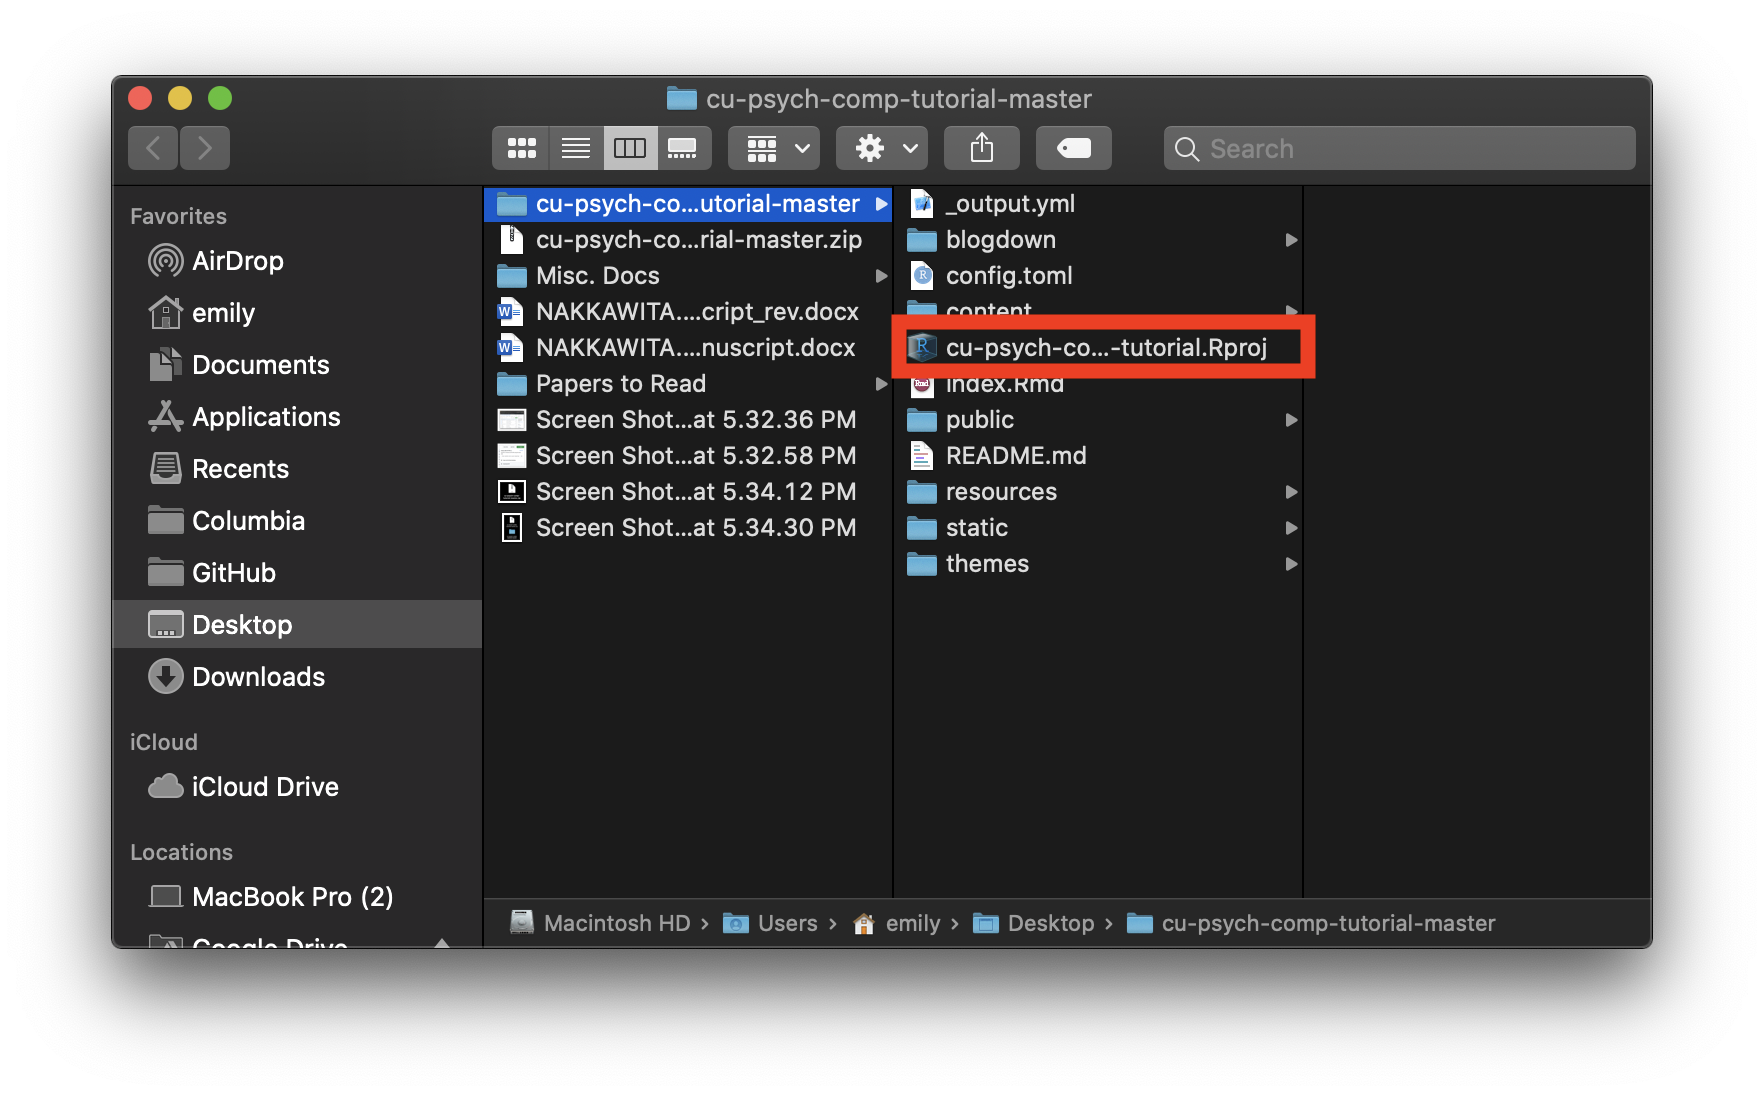 cu-psych-comp-tutorial-master
Search
Favorites
AirDrop
emily
Documents
Applications
Recents
Columbia
GitHub
Desktop
Downloads
iCloud
iCloud Drive
Locations
MacBook Pro (2)
Google Drive
cu-psych-co...utorial-master
cu-psych-co...rial-master.zip
Misc. Docs
NAKKAWITA....cript_rev.docx
NAKKAWITA....nuscript.docx
Papers to Read
Screen Shot...at 5.32.36 PM
Screen Shot...at 5.32.58 PM
Screen Shot...at 5.34.12 PM
Screen Shot...at 5.34.30 PM
_output.yml
blogdown
config.toml
content
cu-psych-co...-tutorial.Rproj
index.Rmd
public
README.md
resources
static
themes
Macintosh HD › Users › emily › Desktop › cu-psych-comp-tutorial-master